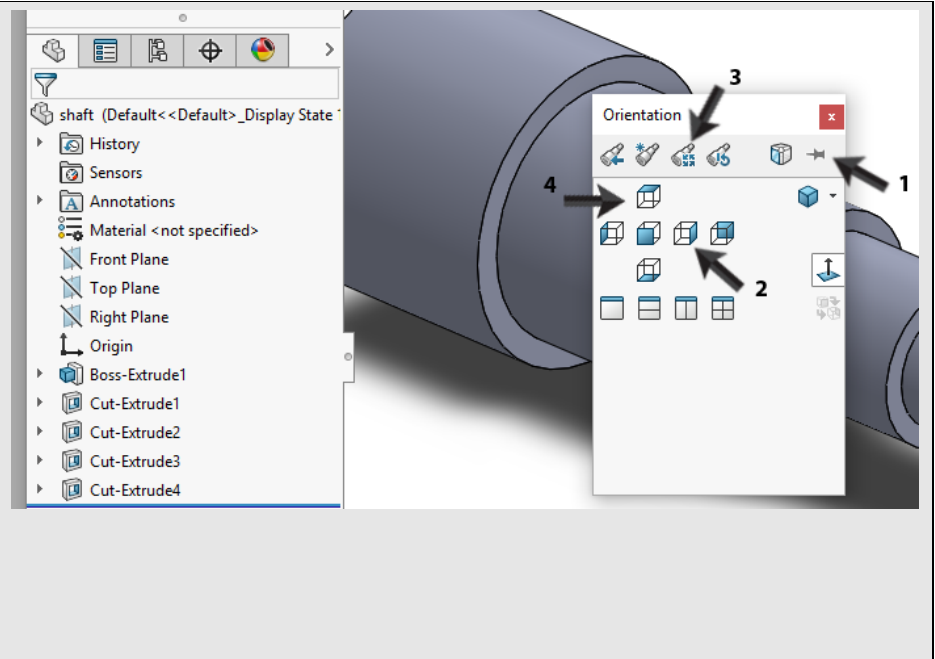 shaft (Default<<Default>_Display State
History
Sensors
A Annotations
Material <not specified>
Front Plane
Top Plane
Right Plane
Origin
Boss-Extrude1
Cut-Extrude1
Cut-Extrude2
Cut-Extrude3
Cut-Extrude4
Orientation
x
3
1
4
2